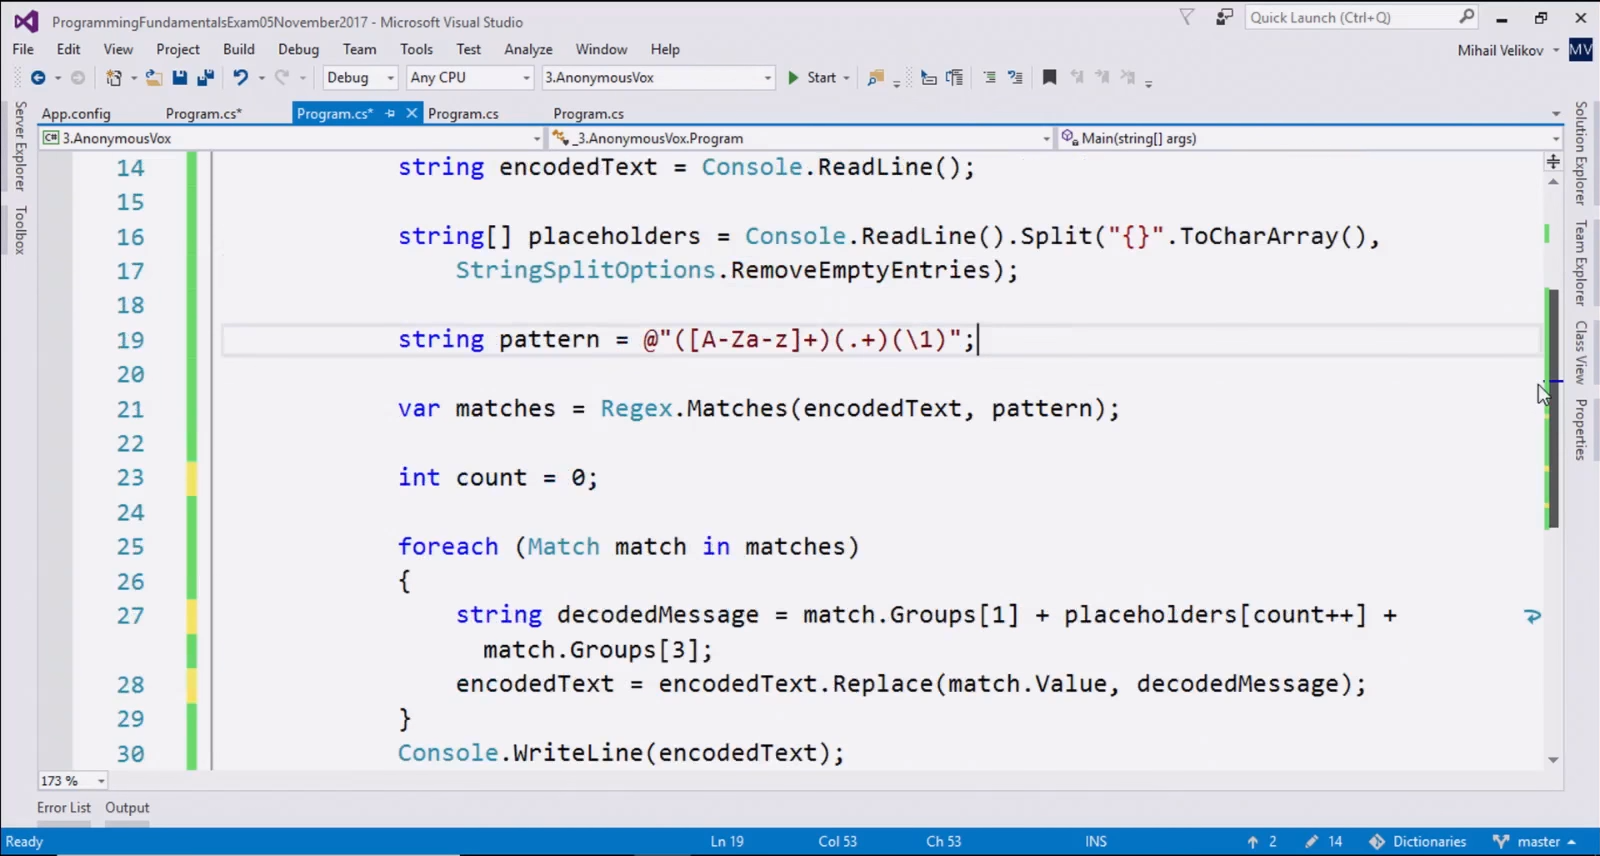 ProgrammingFundamentalsExam05November2017 - Microsoft Visual Studio
Quick Launch (Ctrl+Q)
File Edit View Project Build Debug Team Tools Test Analyze Window Help
Mihail Velikov MV
Debug Any CPU 3.AnonymousVox Start
App.config Program.cs* Program.cs* Program.cs Program.cs
C# 3.AnonymousVox _3.AnonymousVox.Program Main(string[] args)
Server Explorer
Toolbox
14 string encodedText = Console.ReadLine();
15
16 string[] placeholders = Console.ReadLine().Split("{}".ToCharArray(),
17 StringSplitOptions.RemoveEmptyEntries);
18
19 string pattern = @"([A-Za-z]+)(.+)(\1)";
20
21 var matches = Regex.Matches(encodedText, pattern);
22
23 int count = 0;
24
25 foreach (Match match in matches)
26 {
27 string decodedMessage = match.Groups[1] + placeholders[count++] +
match.Groups[3];
28 encodedText = encodedText.Replace(match.Value, decodedMessage);
29 }
30 Console.WriteLine(encodedText);
Solution Explorer
Team Explorer
Class View
Properties
173 %
Error List Output
Ready Ln 19 Col 53 Ch 53 INS 2 14 Dictionaries master